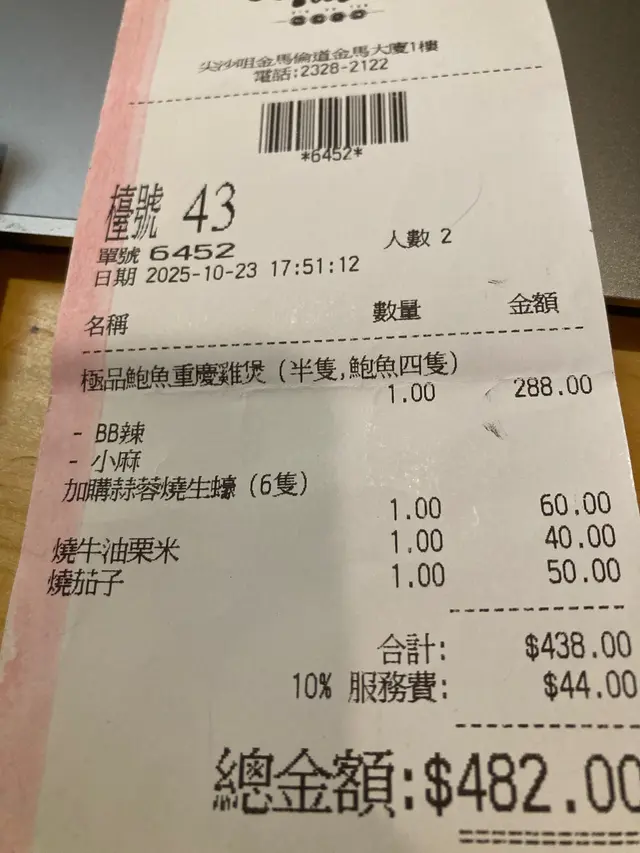 尖沙咀金馬倫道金馬大廈1樓
電話:2328-2122
*6452*
檯號 43
單號 6452 人數 2
日期 2025-10-23 17:51:12
名稱 數量 金額
極品鮑魚重慶雞煲(半隻,鮑魚四隻)
1.00 288.00
- BB辣
- 小麻
加購蒜蓉燒生蠔(6隻)
1.00 60.00
燒牛油栗米 1.00 40.00
燒茄子 1.00 50.00
合計: $438.00
10% 服務費: $44.00
總金額:$482.00